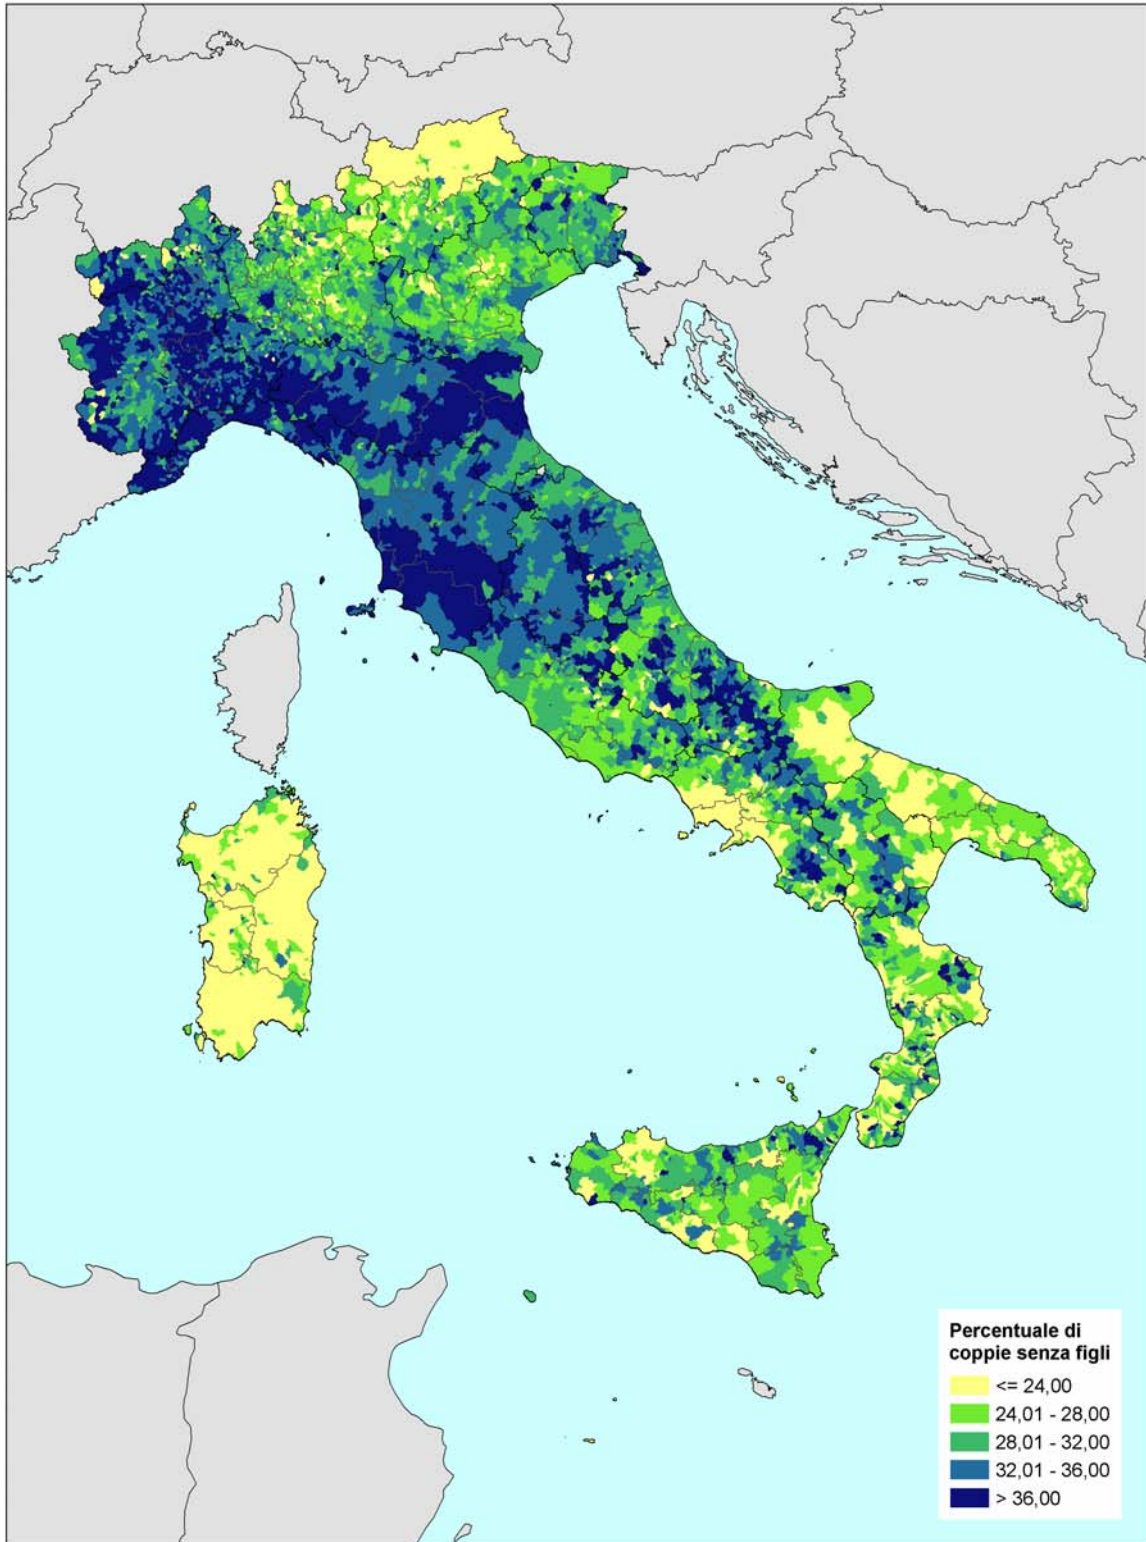 Percentuale di
coppie senza figli
<= 24,00
24,01 - 28,00
28,01 - 32,00
32,01 - 36,00
> 36,00